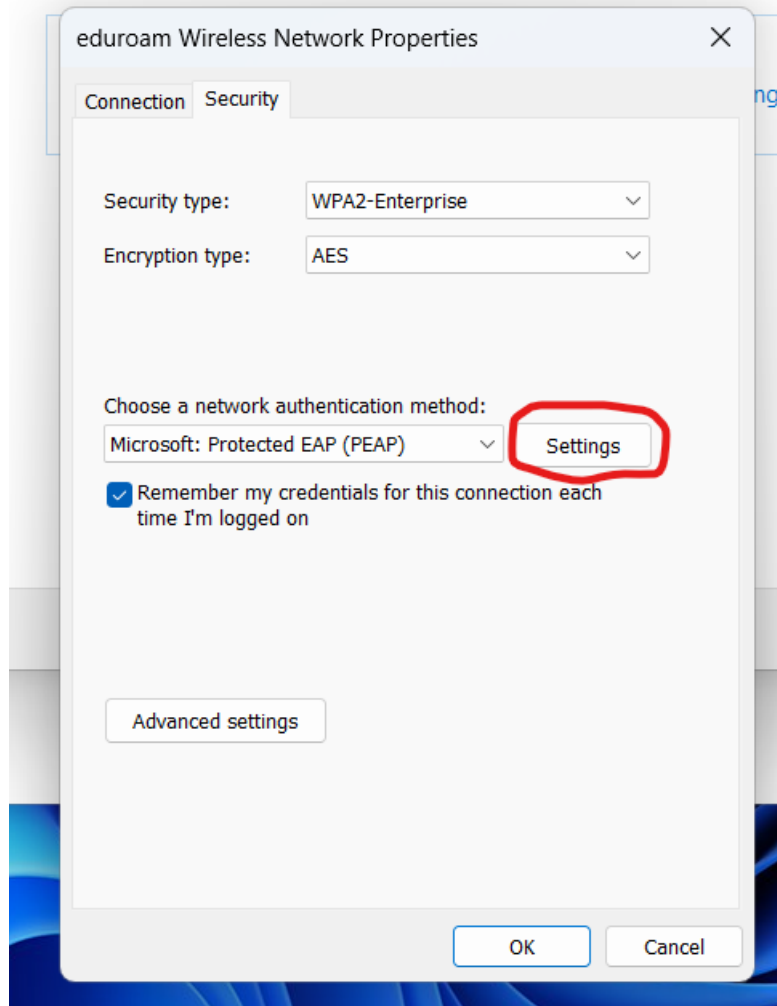 eduroam Wireless Network Properties
Connection
Security
ng
Security type:
WPA2-Enterprise
Encryption type:
AES
Choose a network authentication method:
Microsoft: Protected EAP (PEAP)
Settings
Remember my credentials for this connection each
time I'm logged on
Advanced settings
OK
Cancel